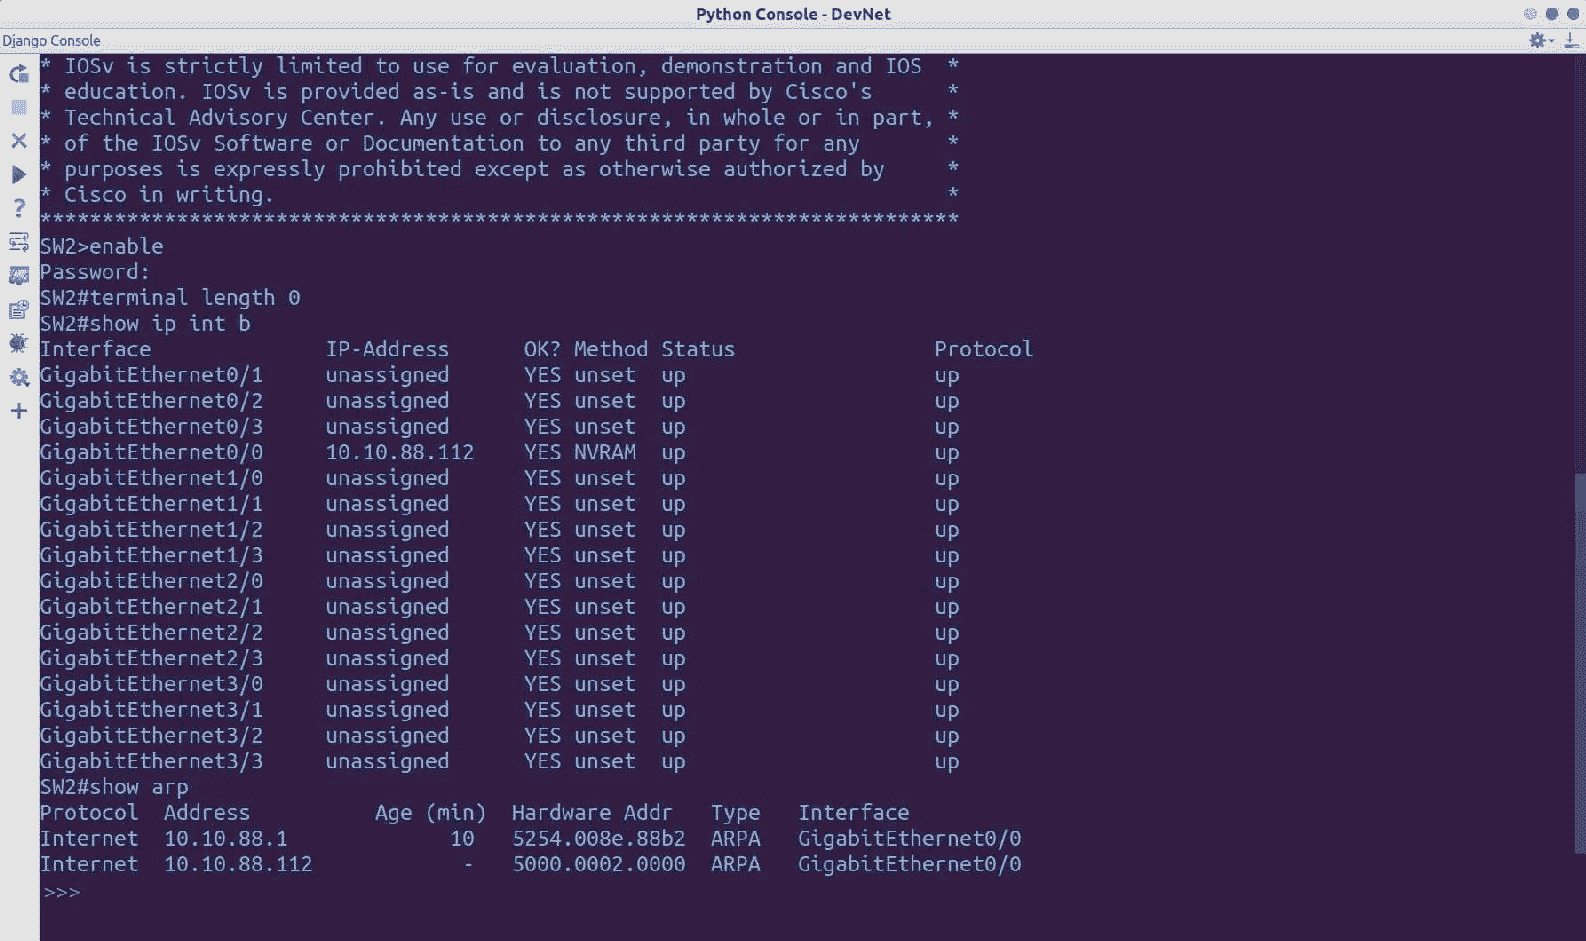 Python Console - DevNet
Django Console
* IOSv is strictly limited to use for evaluation, demonstration and IOS  *
* education. IOSv is provided as-is and is not supported by Cisco's      *
* Technical Advisory Center. Any use or disclosure, in whole or in part, *
* of the IOSv Software or Documentation to any third party for any       *
* purposes is expressly prohibited except as otherwise authorized by     *
* Cisco in writing.                                                      *
**************************************************************************
SW2>enable
Password:
SW2#terminal length 0
SW2#show ip int b
Interface              IP-Address      OK? Method Status                Protocol
GigabitEthernet0/1     unassigned      YES unset  up                    up
GigabitEthernet0/2     unassigned      YES unset  up                    up
GigabitEthernet0/3     unassigned      YES unset  up                    up
GigabitEthernet0/0     10.10.88.112    YES NVRAM  up                    up
GigabitEthernet1/0     unassigned      YES unset  up                    up
GigabitEthernet1/1     unassigned      YES unset  up                    up
GigabitEthernet1/2     unassigned      YES unset  up                    up
GigabitEthernet1/3     unassigned      YES unset  up                    up
GigabitEthernet2/0     unassigned      YES unset  up                    up
GigabitEthernet2/1     unassigned      YES unset  up                    up
GigabitEthernet2/2     unassigned      YES unset  up                    up
GigabitEthernet2/3     unassigned      YES unset  up                    up
GigabitEthernet3/0     unassigned      YES unset  up                    up
GigabitEthernet3/1     unassigned      YES unset  up                    up
GigabitEthernet3/2     unassigned      YES unset  up                    up
GigabitEthernet3/3     unassigned      YES unset  up                    up
SW2#show arp
Protocol  Address          Age (min)  Hardware Addr   Type   Interface
Internet  10.10.88.1             10   5254.008e.88b2  ARPA   GigabitEthernet0/0
Internet  10.10.88.112            -   5000.0002.0000  ARPA   GigabitEthernet0/0
>>>